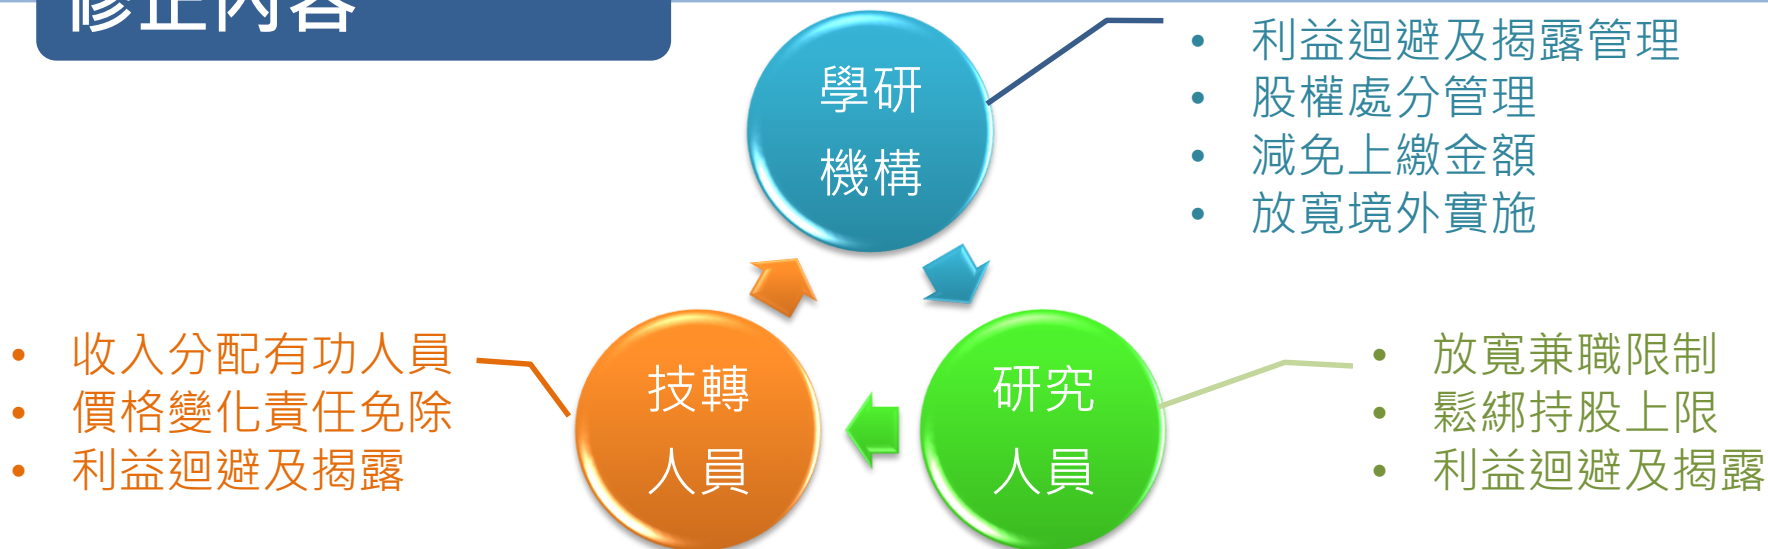 修正內容
學研
機構
• 利益迴避及揭露管理
• 股權處分管理
• 減免上繳金額
• 放寬境外實施
• 收入分配有功人員
• 價格變化責任免除
• 利益迴避及揭露
技轉
人員
研究
人員
• 放寬兼職限制
• 鬆綁持股上限
• 利益迴避及揭露